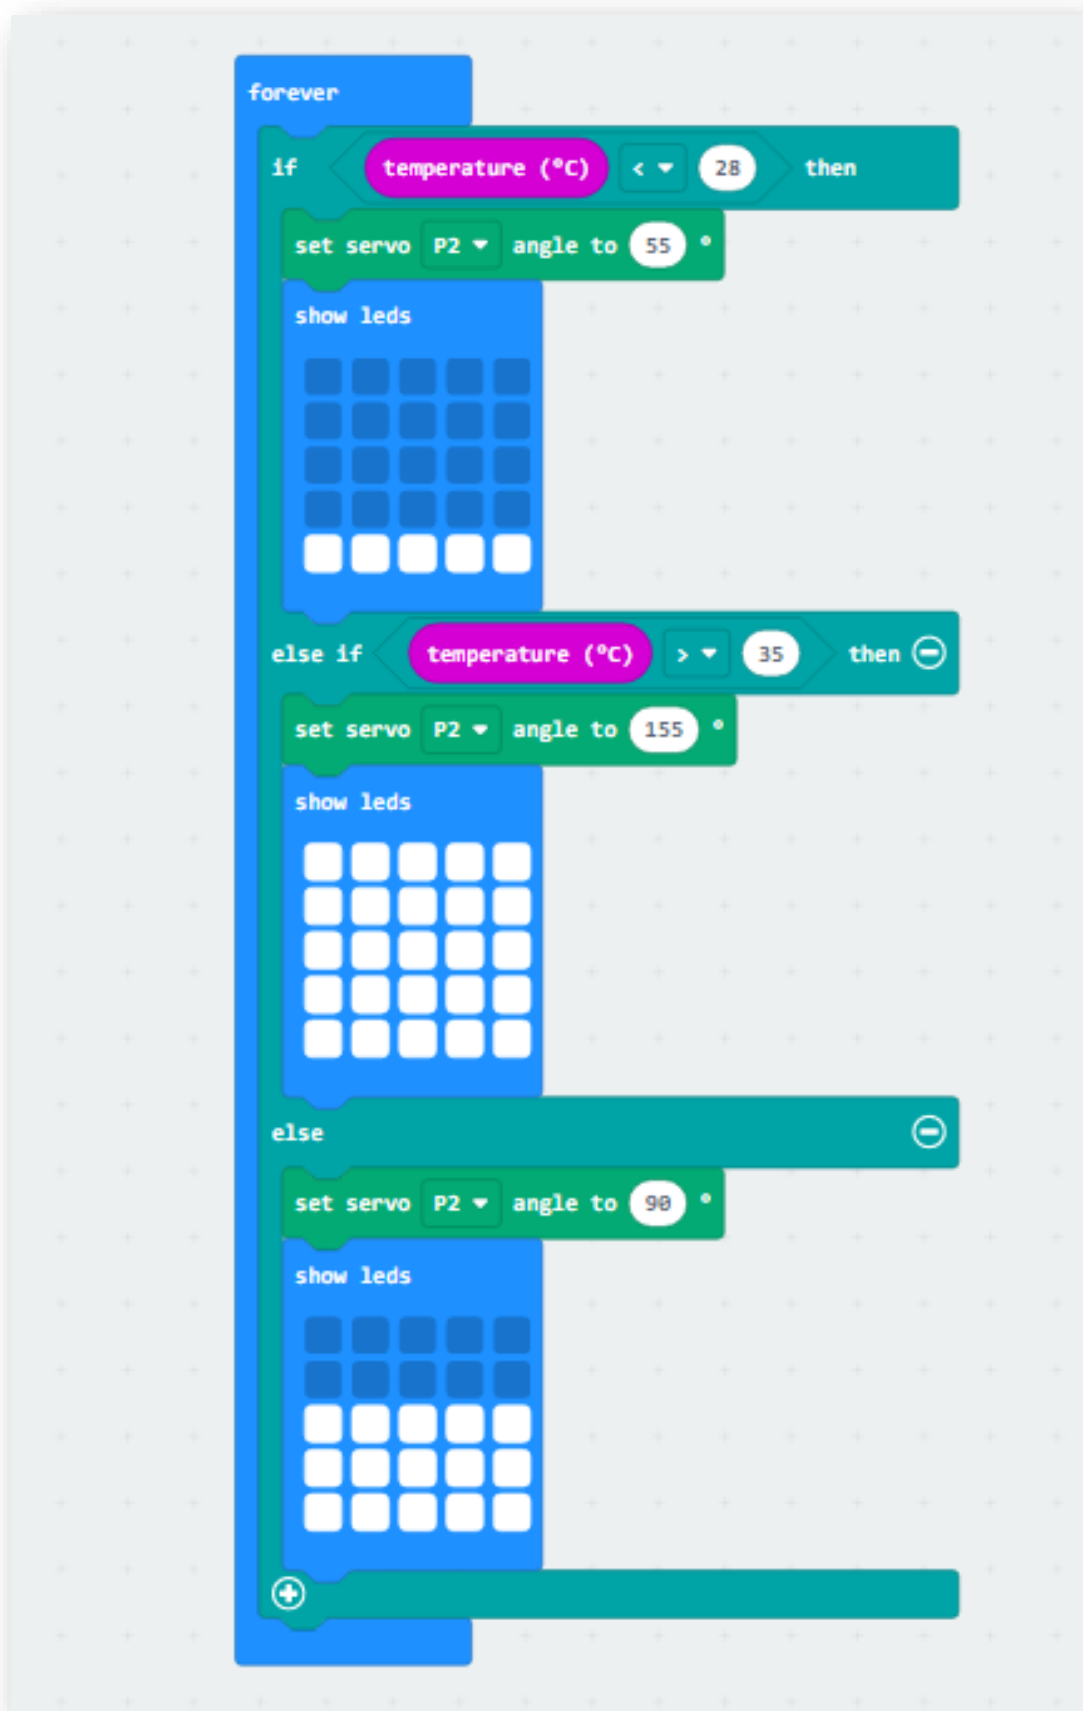 forever
if temperature (°C) < 28 then
set servo P2 angle to 55 °
show leds
else if temperature (°C) > 35 then
set servo P2 angle to 155 °
show leds
else
set servo P2 angle to 90 °
show leds